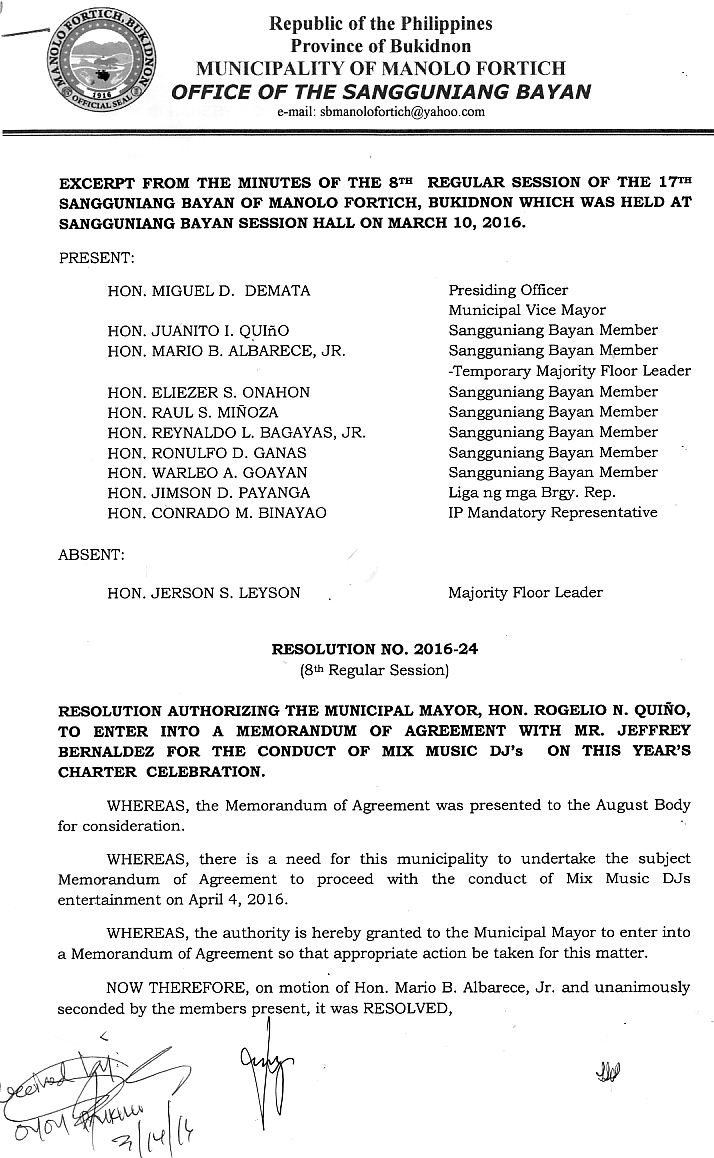 MANOLO FORTICH, BUKIDNON
1916
OFFICIAL SEAL
Republic of the Philippines
Province of Bukidnon
MUNICIPALITY OF MANOLO FORTICH
OFFICE OF THE SANGGUNIANG BAYAN
e-mail: sbmanolofortich@yahoo.com
EXCERPT FROM THE MINUTES OF THE 8TH REGULAR SESSION OF THE 17TH
SANGGUNIANG BAYAN OF MANOLO FORTICH, BUKIDNON WHICH WAS HELD AT
SANGGUNIANG BAYAN SESSION HALL ON MARCH 10, 2016.
PRESENT:
HON. MIGUEL D. DEMATA Presiding Officer
Municipal Vice Mayor
HON. JUANITO I. QUIñO Sangguniang Bayan Member
HON. MARIO B. ALBARECE, JR. Sangguniang Bayan Member
-Temporary Majority Floor Leader
HON. ELIEZER S. ONAHON Sangguniang Bayan Member
HON. RAUL S. MIÑOZA Sangguniang Bayan Member
HON. REYNALDO L. BAGAYAS, JR. Sangguniang Bayan Member
HON. RONULFO D. GANAS Sangguniang Bayan Member
HON. WARLEO A. GOAYAN Sangguniang Bayan Member
HON. JIMSON D. PAYANGA Liga ng mga Brgy. Rep.
HON. CONRADO M. BINAYAO IP Mandatory Representative
ABSENT:
HON. JERSON S. LEYSON Majority Floor Leader
RESOLUTION NO. 2016-24
(8th Regular Session)
RESOLUTION AUTHORIZING THE MUNICIPAL MAYOR, HON. ROGELIO N. QUIÑO,
TO ENTER INTO A MEMORANDUM OF AGREEMENT WITH MR. JEFFREY
BERNALDEZ FOR THE CONDUCT OF MIX MUSIC DJ's ON THIS YEAR'S
CHARTER CELEBRATION.
WHEREAS, the Memorandum of Agreement was presented to the August Body
for consideration.
WHEREAS, there is a need for this municipality to undertake the subject
Memorandum of Agreement to proceed with the conduct of Mix Music DJs
entertainment on April 4, 2016.
WHEREAS, the authority is hereby granted to the Municipal Mayor to enter into
a Memorandum of Agreement so that appropriate action be taken for this matter.
NOW THEREFORE, on motion of Hon. Mario B. Albarece, Jr. and unanimously
seconded by the members present, it was RESOLVED,
3/14/16